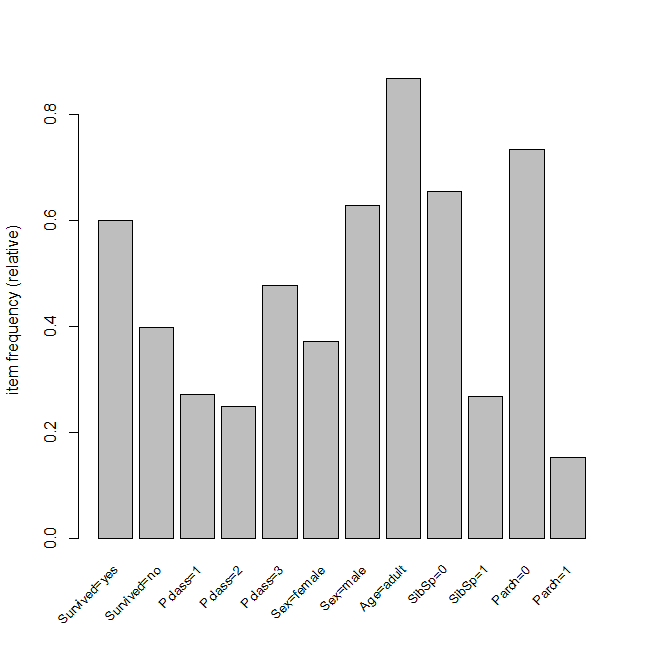 item frequency (relative)
0.8
0.6
0.4
0.2
0.0
Survived=yes
Survived=no
Pclass=1
Pclass=2
Pclass=3
Sex=female
Sex=male
Age=adult
SibSp=0
SibSp=1
Parch=0
Parch=1